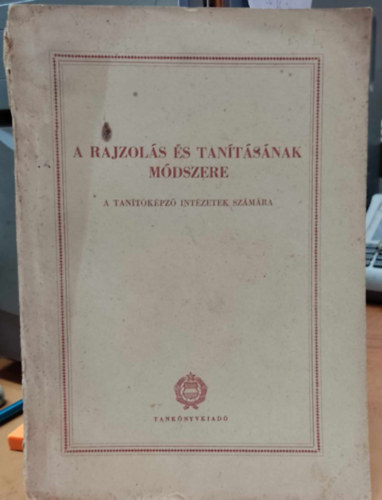 A RAJZOLÁS ÉS TANÍTÁSÁNAK
MÓDSZERE
A TANÍTÓKÉPZŐ INTÉZETEK SZÁMÁRA
TANKÖNYVKIADÓ